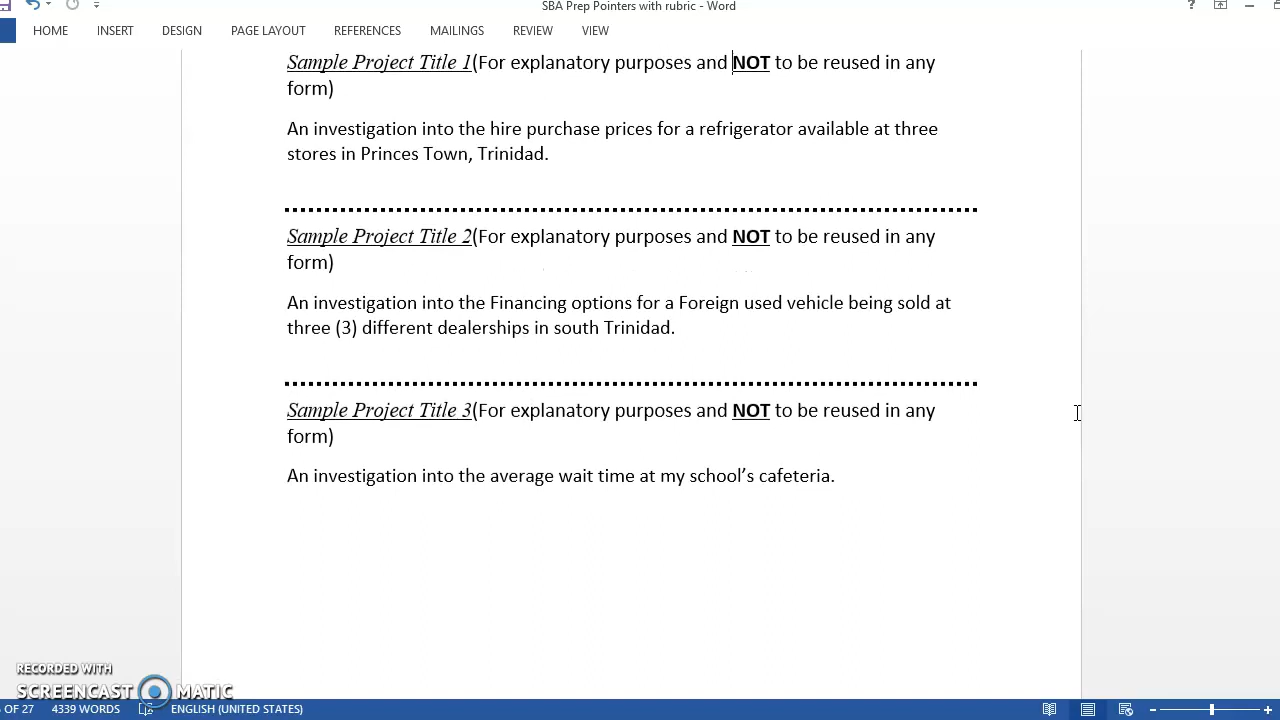 SBA Prep Pointers with rubric - Word
?
HOME INSERT DESIGN PAGE LAYOUT REFERENCES MAILINGS REVIEW VIEW
Sample Project Title 1(For explanatory purposes and NOT to be reused in any
form)
An investigation into the hire purchase prices for a refrigerator available at three
stores in Princes Town, Trinidad.
Sample Project Title 2(For explanatory purposes and NOT to be reused in any
form)
An investigation into the Financing options for a Foreign used vehicle being sold at
three (3) different dealerships in south Trinidad.
Sample Project Title 3(For explanatory purposes and NOT to be reused in any
form)
An investigation into the average wait time at my school’s cafeteria.
RECORDED WITH
SCREENCAST MATIC
OF 27 4339 WORDS ENGLISH (UNITED STATES)